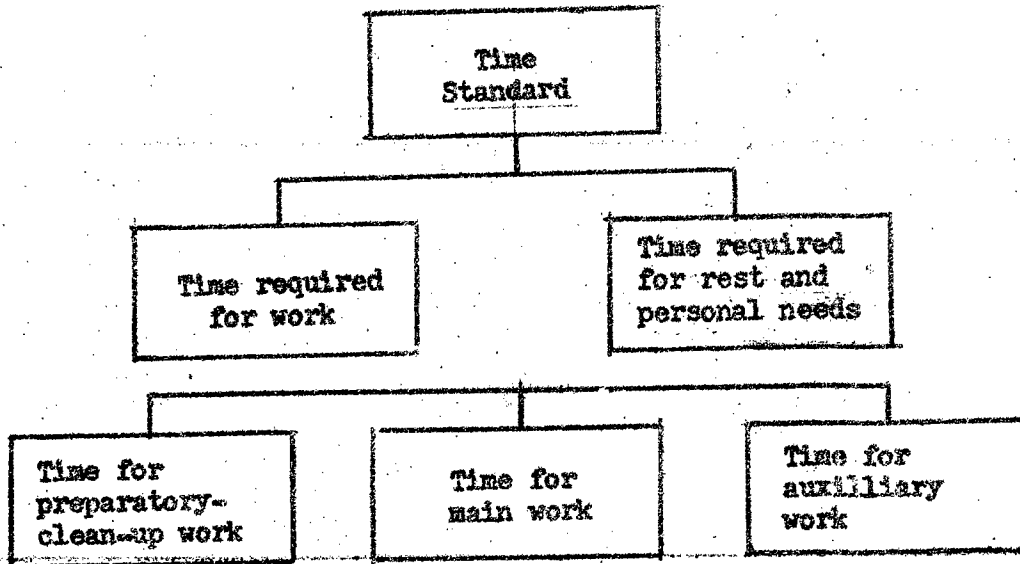 Time
Standard
Time required
for work
Time required
for rest and
personal needs
Time for
preparatory-
clean-up work
Time for
main work
Time for
auxilliary
work